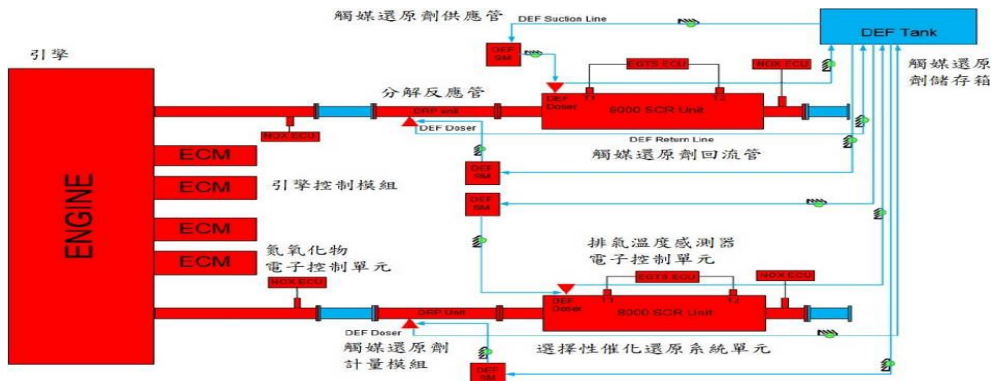 觸媒還原劑供應管
DEF Suction Line
DEF Tank
引擎
DEF
SM
觸媒還原
劑儲存箱
EGTS ECU
NOX ECU
分解反應管
DEF
Doser
T1
T2
DRP Unit
8000 SCR Unit
NOX ECU
DEF Doser
DEF Return Line
觸媒還原劑回流管
ECM
ECM
引擎控制模組
DEF
SM
DEF
SM
ENGINE
ECM
ECM
氮氧化物
電子控制單元
排氣溫度感測器
電子控制單元
NOX ECU
EGTS ECU
NOX ECU
DEF
Doser
T1
T2
DRP Unit
8000 SCR Unit
DEF Doser
觸媒還原劑
計量模組
選擇性催化還原系統單元
DEF
SM